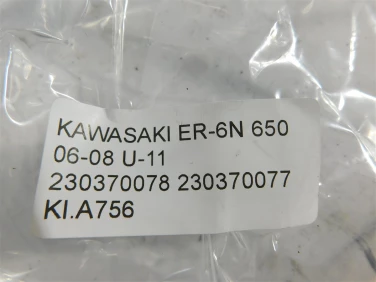 KAWASAKI ER-6N 650
06-08 U-11
230370078 230370077
KI.A756